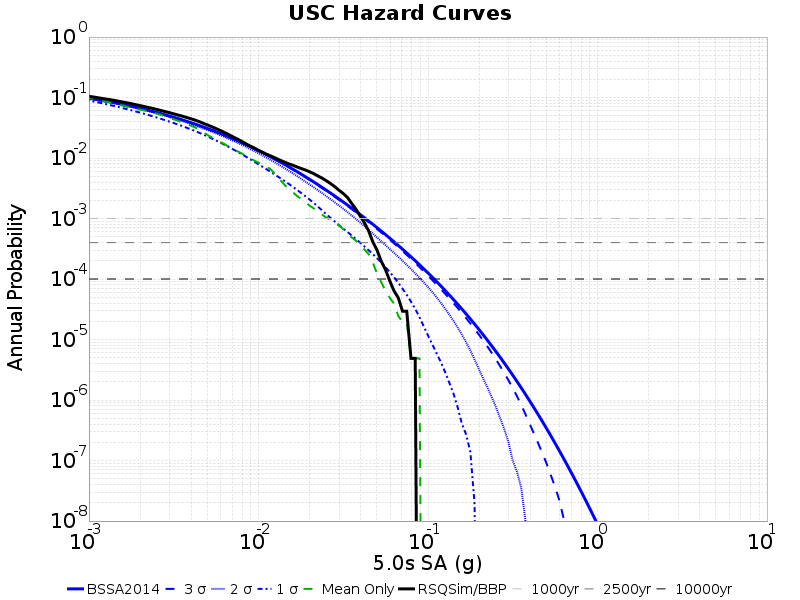 USC Hazard Curves
Annual Probability
10^0
10^-1
10^-2
10^-3
10^-4
10^-5
10^-6
10^-7
10^-8
10^-3 10^-2 10^-1 10^0 10^1
5.0s SA (g)
BSSA2014 3 σ 2 σ 1 σ Mean Only RSQSim/BBP 1000yr 2500yr 10000yr